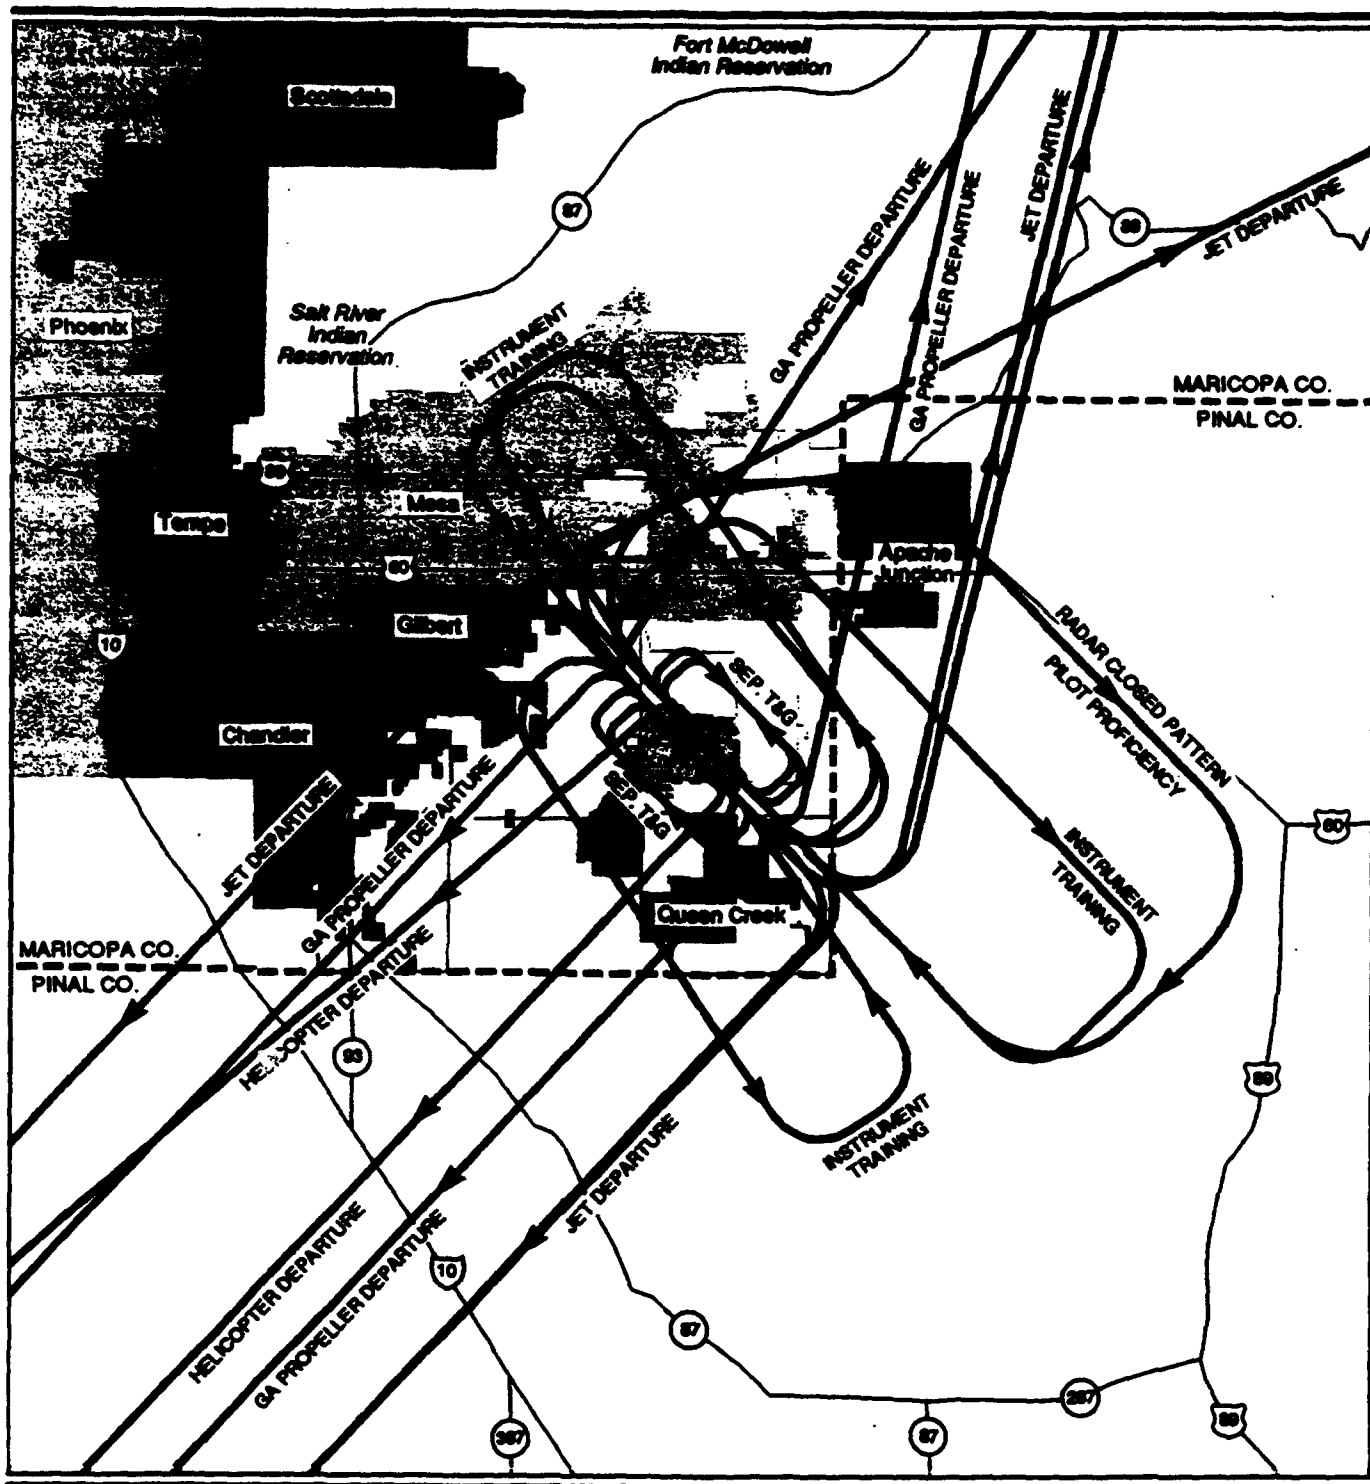 Fort McDowell
Indian Reservation
Scottsdale
87
88
JET DEPARTURE
JET DEPARTURE
GA PROPELLER DEPARTURE
GA PROPELLER DEPARTURE
Phoenix
Salt River
Indian
Reservation
INSTRUMENT
TRAINING
MARICOPA CO.
PINAL CO.
Mesa
Tempe
Apache
Junction
60
Gilbert
10
RADAR CLOSED PATTERN
PILOT PROFICIENCY
SEP. T&G
Chandler
SEP. T&G
JET DEPARTURE
GA PROPELLER DEPARTURE
60
INSTRUMENT
TRAINING
Queen Creek
MARICOPA CO.
PINAL CO.
HELICOPTER DEPARTURE
93
89
INSTRUMENT
TRAINING
JET DEPARTURE
HELICOPTER DEPARTURE
GA PROPELLER DEPARTURE
10
87
287
89
387
87